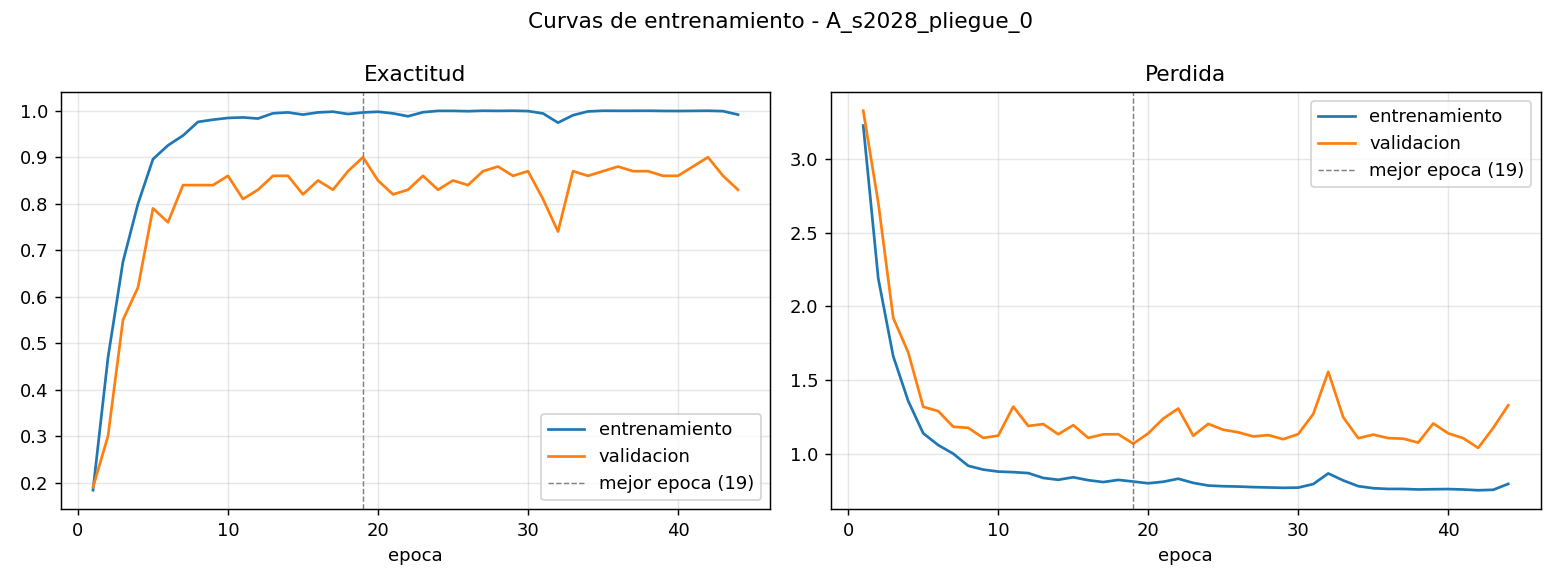 Curvas de entrenamiento - A_s2028_pliegue_0
Exactitud
1.0
0.9
0.8
0.7
0.6
0.5
0.4
0.3
0.2
0
10
20
30
40
epoca
entrenamiento
validacion
mejor epoca (19)
Perdida
3.0
2.5
2.0
1.5
1.0
0
10
20
30
40
epoca
entrenamiento
validacion
mejor epoca (19)